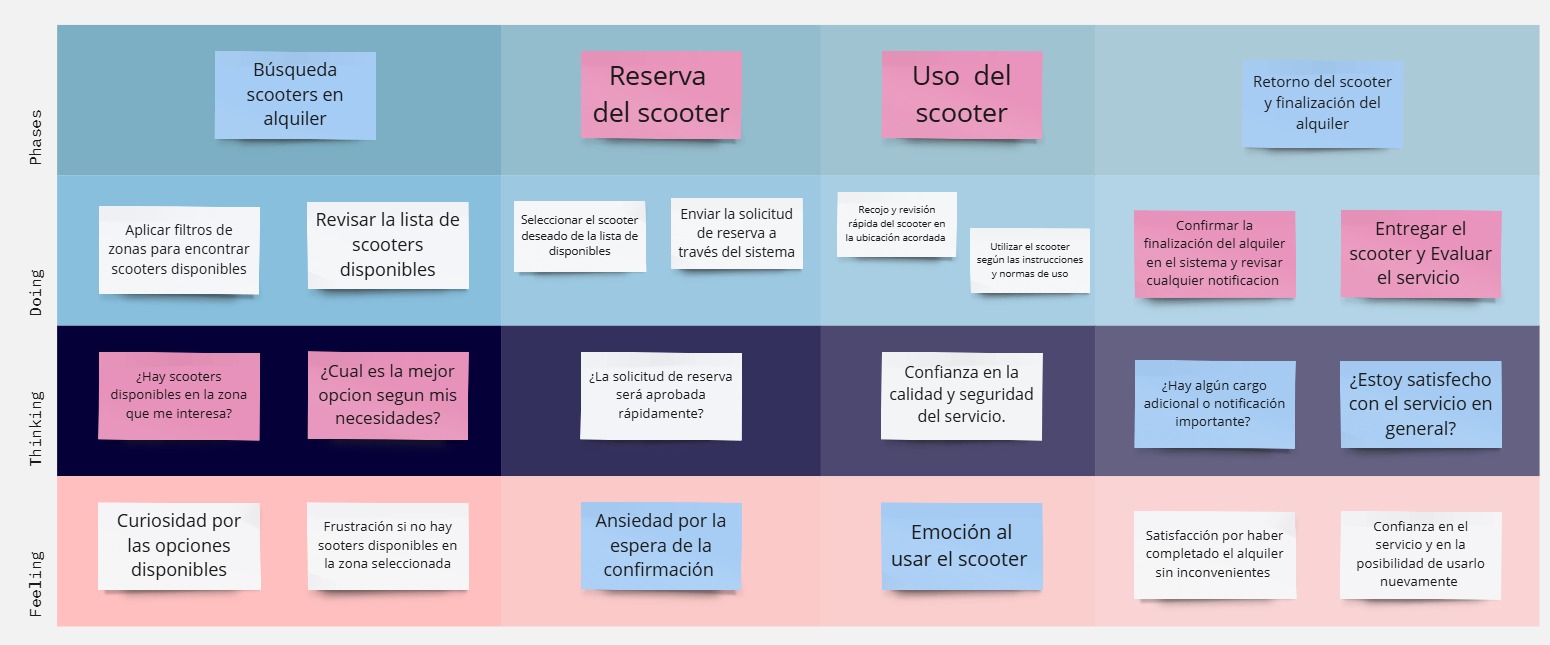 Phases
Búsqueda
scooters en
alquiler
Reserva
del scooter
Uso del
scooter
Retorno del scooter
y finalización del
alquiler
Doing
Aplicar filtros de
zonas para encontrar
scooters disponibles
Revisar la lista de
scooters
disponibles
Seleccionar el scooter
deseado de la lista de
disponibles
Enviar la solicitud
de reserva a
través del sistema
Recojo y revisión
rápida del scooter en
la ubicación acordada
Utilizar el scooter
según las instrucciones
y normas de uso
Confirmar la
finalización del alquiler
en el sistema y revisar
cualquier notificacion
Entregar el
scooter y Evaluar
el servicio
Thinking
¿Hay scooters
disponibles en la zona
que me interesa?
¿Cual es la mejor
opcion segun mis
necesidades?
¿La solicitud de reserva
será aprobada
rápidamente?
Confianza en la
calidad y seguridad
del servicio.
¿Hay algún cargo
adicional o notificación
importante?
¿Estoy satisfecho
con el servicio en
general?
Feeling
Curiosidad por
las opciones
disponibles
Frustración si no hay
sooters disponibles en
la zona seleccionada
Ansiedad por la
espera de la
confirmación
Emoción al
usar el scooter
Satisfacción por haber
completado el alquiler
sin inconvenientes
Confianza en el
servicio y en la
posibilidad de usarlo
nuevamente